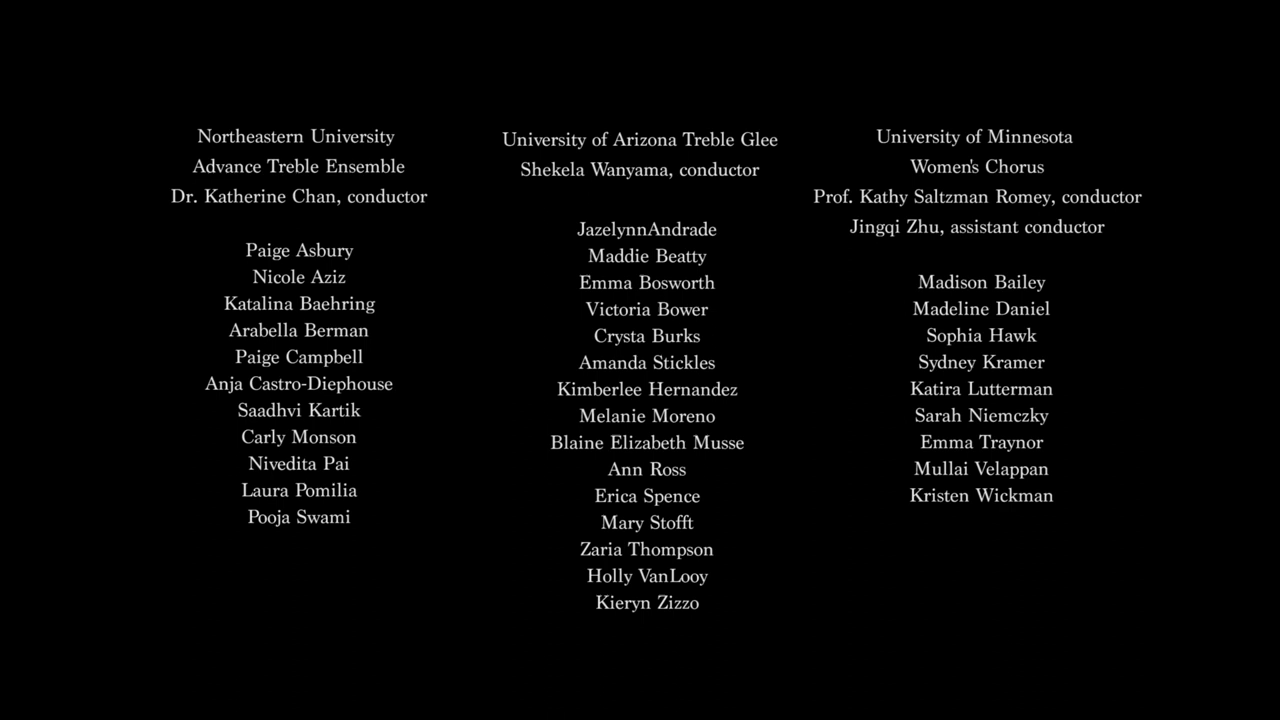 Northeastern University
Advance Treble Ensemble
Dr. Katherine Chan, conductor
Paige Asbury
Nicole Aziz
Katalina Baehring
Arabella Berman
Paige Campbell
Anja Castro-Diephouse
Saadhvi Kartik
Carly Monson
Nivedita Pai
Laura Pomilia
Pooja Swami
University of Arizona Treble Glee
Shekela Wanyama, conductor
JazelynnAndrade
Maddie Beatty
Emma Bosworth
Victoria Bower
Crysta Burks
Amanda Stickles
Kimberlee Hernandez
Melanie Moreno
Blaine Elizabeth Musse
Ann Ross
Erica Spence
Mary Stofft
Zaria Thompson
Holly VanLooy
Kieryn Zizzo
University of Minnesota
Women's Chorus
Prof. Kathy Saltzman Romey, conductor
Jingqi Zhu, assistant conductor
Madison Bailey
Madeline Daniel
Sophia Hawk
Sydney Kramer
Katira Lutterman
Sarah Niemczky
Emma Traynor
Mullai Velappan
Kristen Wickman